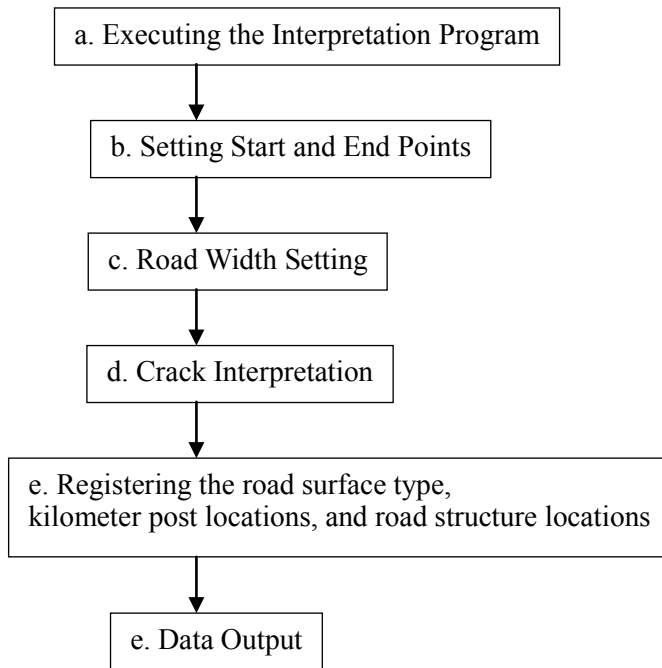 a. Executing the Interpretation Program
b. Setting Start and End Points
c. Road Width Setting
d. Crack Interpretation
e. Registering the road surface type,
kilometer post locations, and road structure locations
e. Data Output